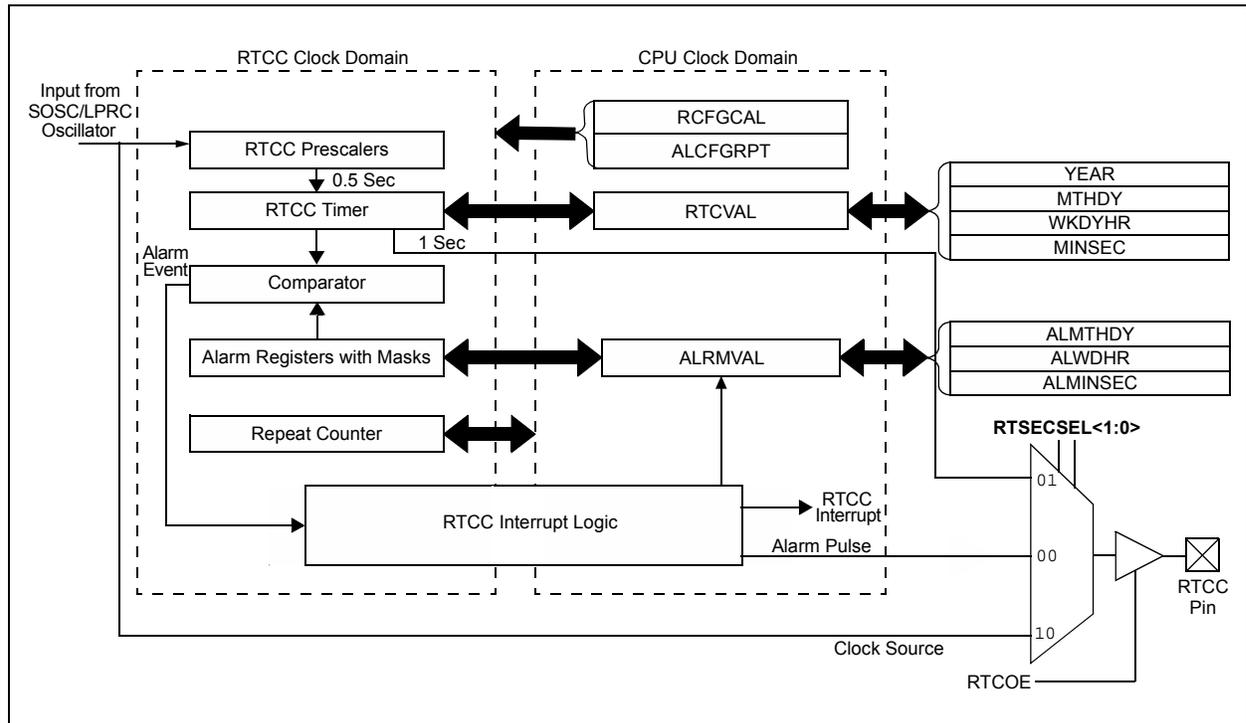 RTCC Clock Domain
CPU Clock Domain
Input from
SOSC/LPRC
Oscillator
RCFGCAL
ALCFGRPT
RTCC Prescalers
0.5 Sec
RTCC Timer
RTCVAL
YEAR
MTHDY
WKDYHR
MINSEC
1 Sec
Alarm
Event
Comparator
Alarm Registers with Masks
ALRMVAL
ALMTHDY
ALWDHR
ALMINSEC
Repeat Counter
RTSECSEL<1:0>
01
RTCC Interrupt Logic
RTCC
Interrupt
Alarm Pulse
00
RTCC
Pin
10
Clock Source
RTCOE